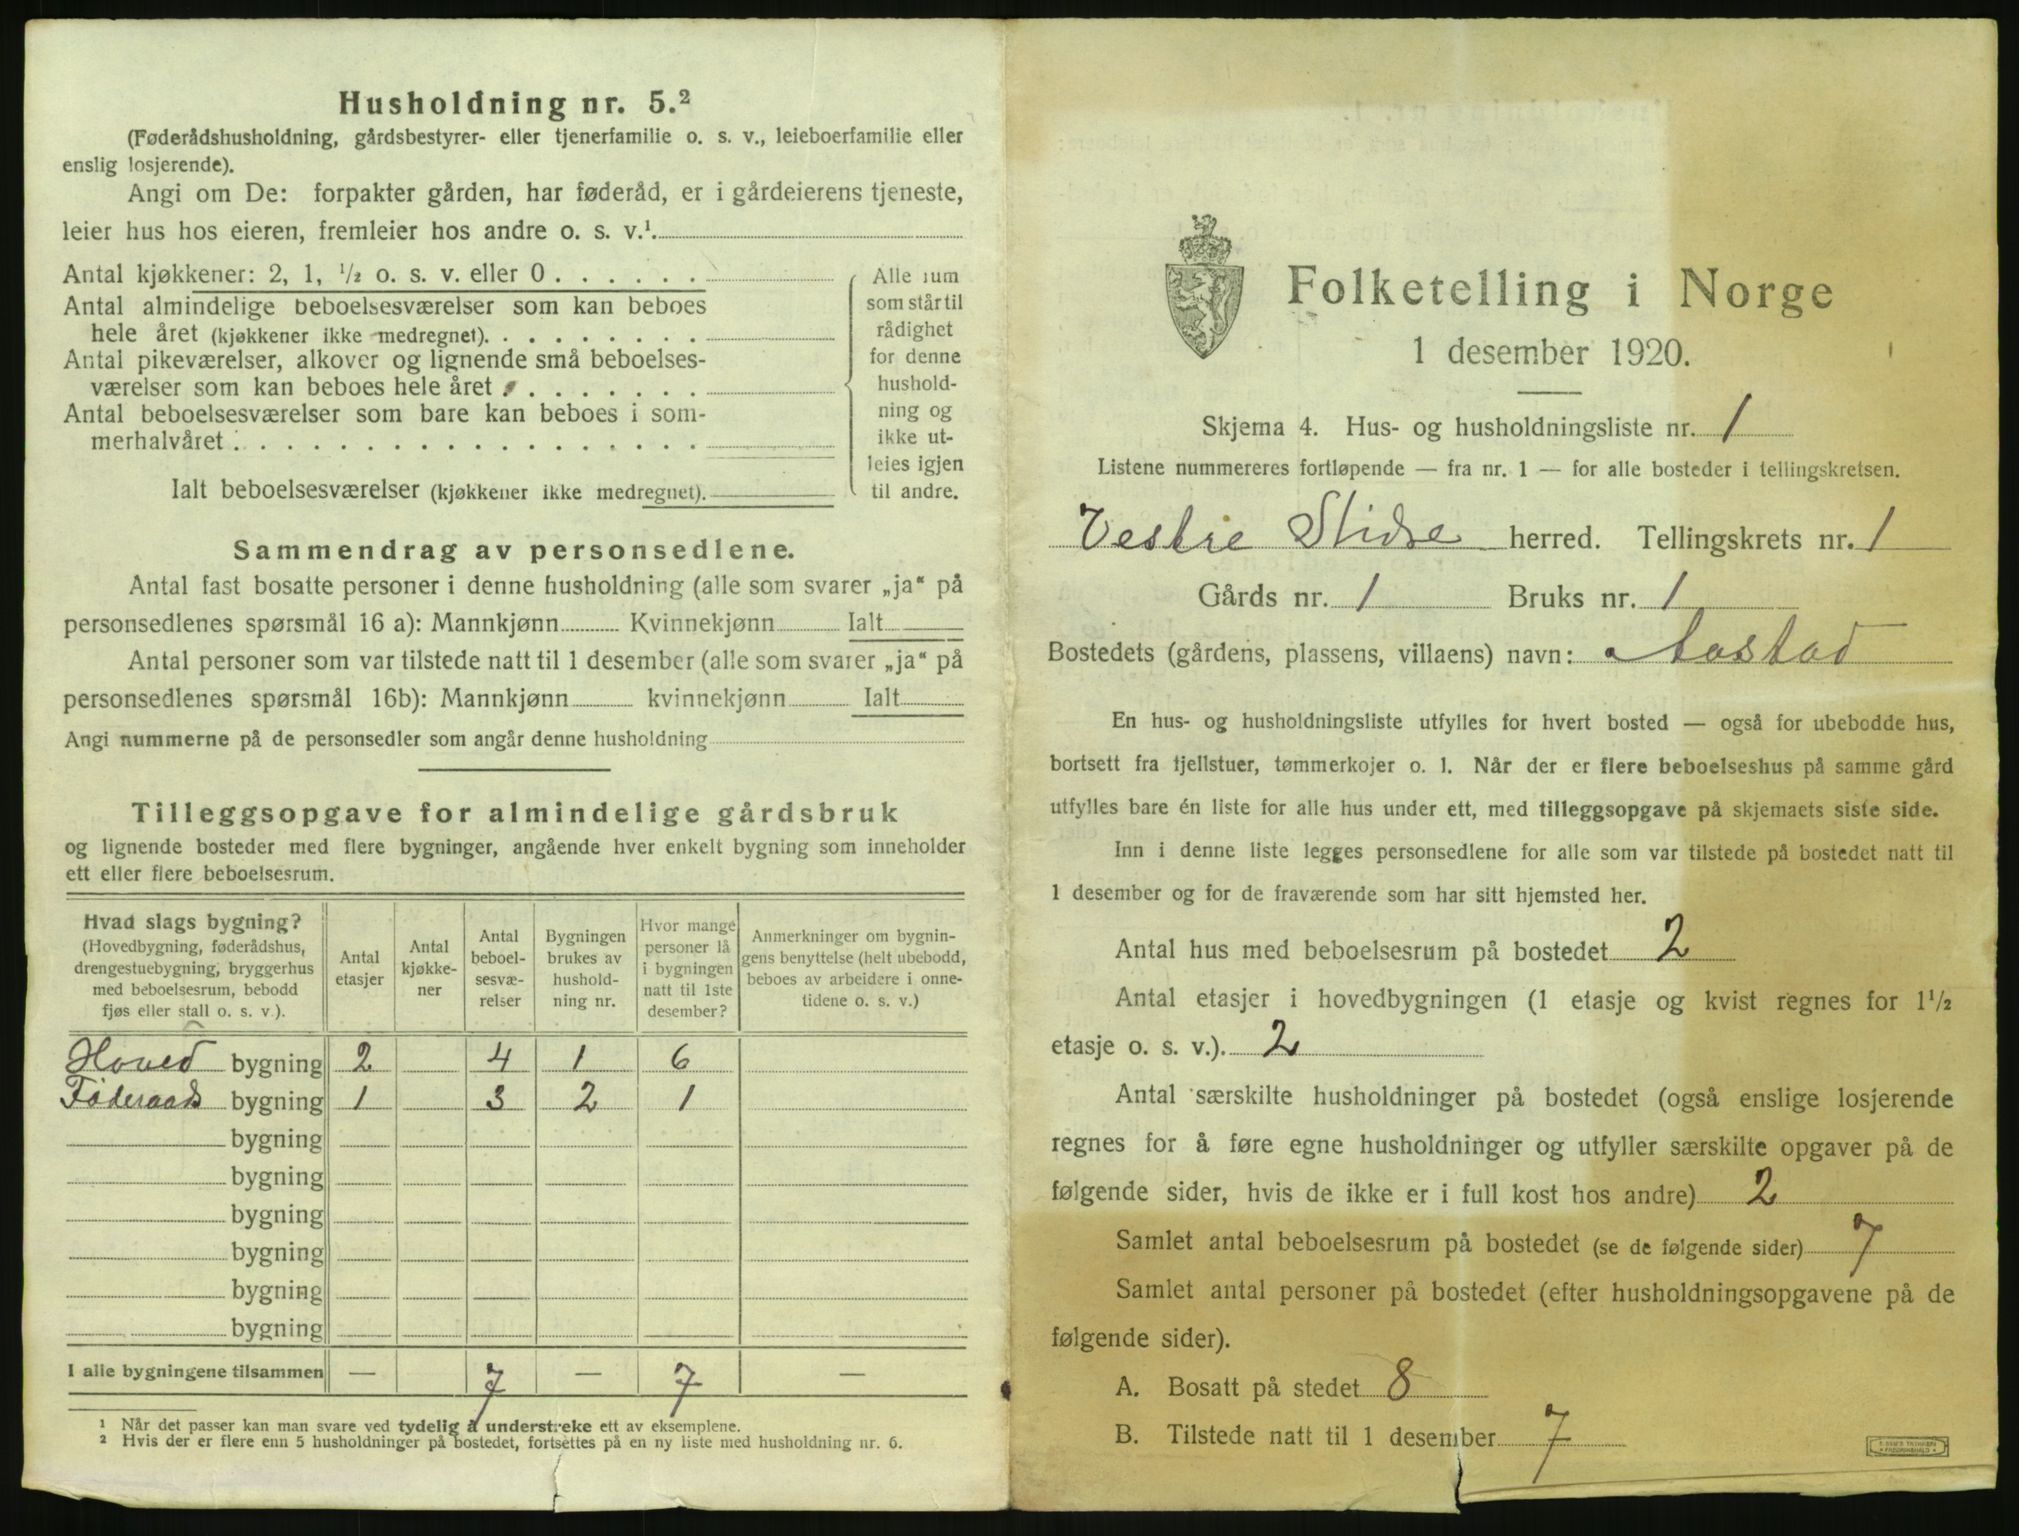 Husholdning nr. 5.²
(Føderådshusholdning, gårdsbestyrer- eller tjenerfamilie o. s. v., leieboerfamilie eller
enslig losjerende).
Angi om De: forpakter gården, har føderåd, er i gårdeierens tjeneste,
leier hus hos eieren, fremleier hos andre o. s. v.¹
Antal kjøkkener: 2, 1, ½ o. s. v. eller 0
Antal almindelige beboelsesværelser som kan beboes
hele året (kjøkkener ikke medregnet).
Antal pikeværelser, alkover og lignende små beboelses-
værelser som kan beboes hele året
Antal beboelsesværelser som bare kan beboes i som-
merhalvåret
Ialt beboelsesværelser (kjøkkener ikke medregnet).
Alle rum
som står til
rådighet
for denne
hushold-
ning og
ikke ut-
leies igjen
til andre.
Sammendrag av personsedlene.
Antal fast bosatte personer i denne husholdning (alle som svarer „ja“ på
personsedlenes spørsmål 16 a): Mannkjønn Kvinnekjønn Ialt
Antal personer som var tilstede natt til 1 desember (alle som svarer „ja“ på
personsedlenes spørsmål 16b): Mannkjønn kvinnekjønn Ialt
Angi nummerne på de personsedler som angår denne husholdning
Tilleggsopgave for almindelige gårdsbruk
og lignende bosteder med flere bygninger, angående hver enkelt bygning som inneholder
ett eller flere beboelsesrum.
Hvad slags bygning?
(Hovedbygning, føderådshus,
drengestuebygning, bryggerhus
med beboelsesrum, bebodd
fjøs eller stall o. s. v.).
Antal
etasjer
Antal
kjøkke-
ner
Antal
beboel-
sesvæ-
relser
Bygningen
brukes av
hushold-
ning nr.
Hvor mange
personer lå
i bygningen
natt til 1ste
desember?
Anmerkninger om bygnin-
gens benyttelse (helt ubebodd,
beboes av arbeidere i onne-
tidene o. s. v.)
Hoved bygning 2 4 1 6
Føderaads bygning 1 3 2 1
bygning
bygning
bygning
bygning
bygning
bygning
I alle bygningene tilsammen — 7 — 7 —
¹ Når det passer kan man svare ved tydelig å understreke ett av eksemplene.
² Hvis der er flere enn 5 husholdninger på bostedet, fortsettes på en ny liste med husholdning nr. 6.
Folketelling i Norge
1 desember 1920.
Skjema 4. Hus- og husholdningsliste nr. 1
Listene nummereres fortløpende — fra nr. 1 — for alle bosteder i tellingskretsen.
Vestre Slidre herred. Tellingskrets nr. 1
Gårds nr. 1 Bruks nr. 1
Bostedets (gårdens, plassens, villaens) navn: Aastad
En hus- og husholdningsliste utfylles for hvert bosted — også for ubebodde hus,
bortsett fra fjellstuer, tømmerkojer o. l. Når der er flere beboelseshus på samme gård
utfylles bare én liste for alle hus under ett, med tilleggsopgave på skjemaets siste side.
Inn i denne liste legges personsedlene for alle som var tilstede på bostedet natt til
1 desember og for de fraværende som har sitt hjemsted her.
Antal hus med beboelsesrum på bostedet 2
Antal etasjer i hovedbygningen (1 etasje og kvist regnes for 1½
etasje o. s. v.). 2
Antal særskilte husholdninger på bostedet (også enslige losjerende
regnes for å føre egne husholdninger og utfyller særskilte opgaver på de
følgende sider, hvis de ikke er i full kost hos andre) 2
Samlet antal beboelsesrum på bostedet (se de følgende sider) 7
Samlet antal personer på bostedet (efter husholdningsopgavene på de
følgende sider).
A. Bosatt på stedet 8
B. Tilstede natt til 1 desember 7